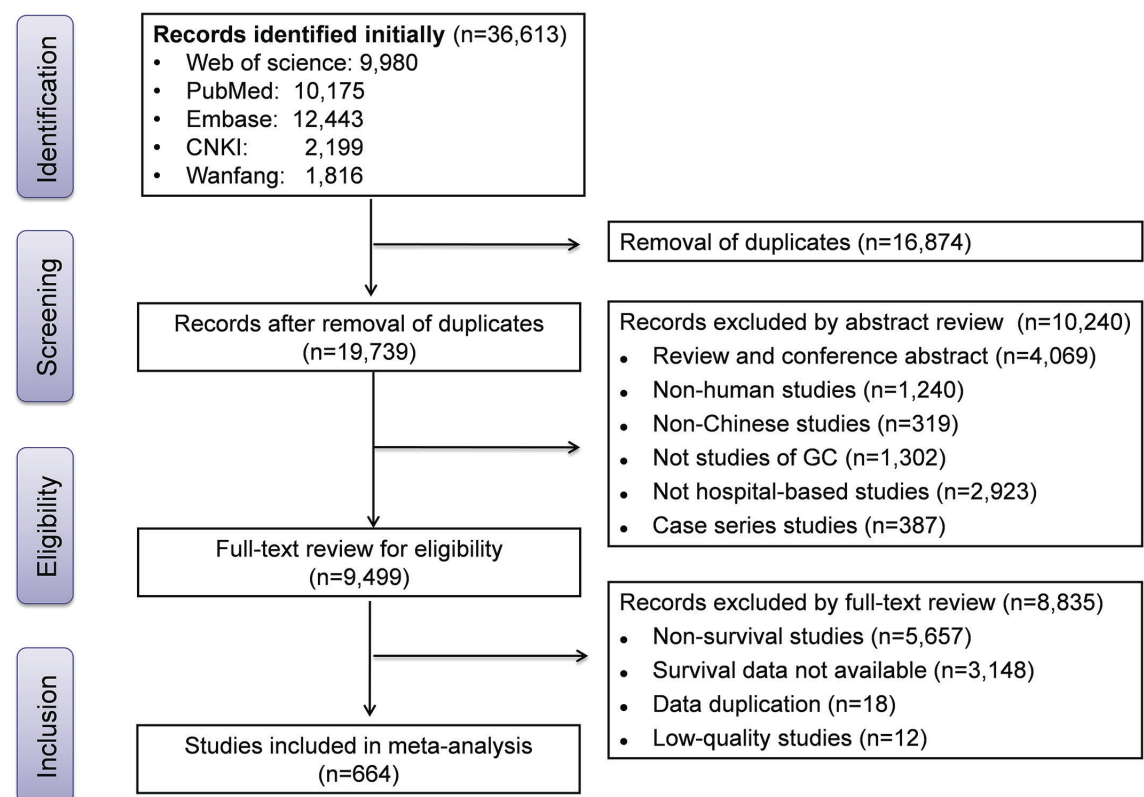 Identification
Records identified initially (n=36,613)
• Web of science: 9,980
• PubMed: 10,175
• Embase: 12,443
• CNKI: 2,199
• Wanfang: 1,816
Removal of duplicates (n=16,874)
Screening
Records after removal of duplicates
(n=19,739)
Records excluded by abstract review (n=10,240)
• Review and conference abstract (n=4,069)
• Non-human studies (n=1,240)
• Non-Chinese studies (n=319)
• Not studies of GC (n=1,302)
• Not hospital-based studies (n=2,923)
• Case series studies (n=387)
Eligibility
Full-text review for eligibility
(n=9,499)
Records excluded by full-text review (n=8,835)
• Non-survival studies (n=5,657)
• Survival data not available (n=3,148)
• Data duplication (n=18)
• Low-quality studies (n=12)
Inclusion
Studies included in meta-analysis
(n=664)